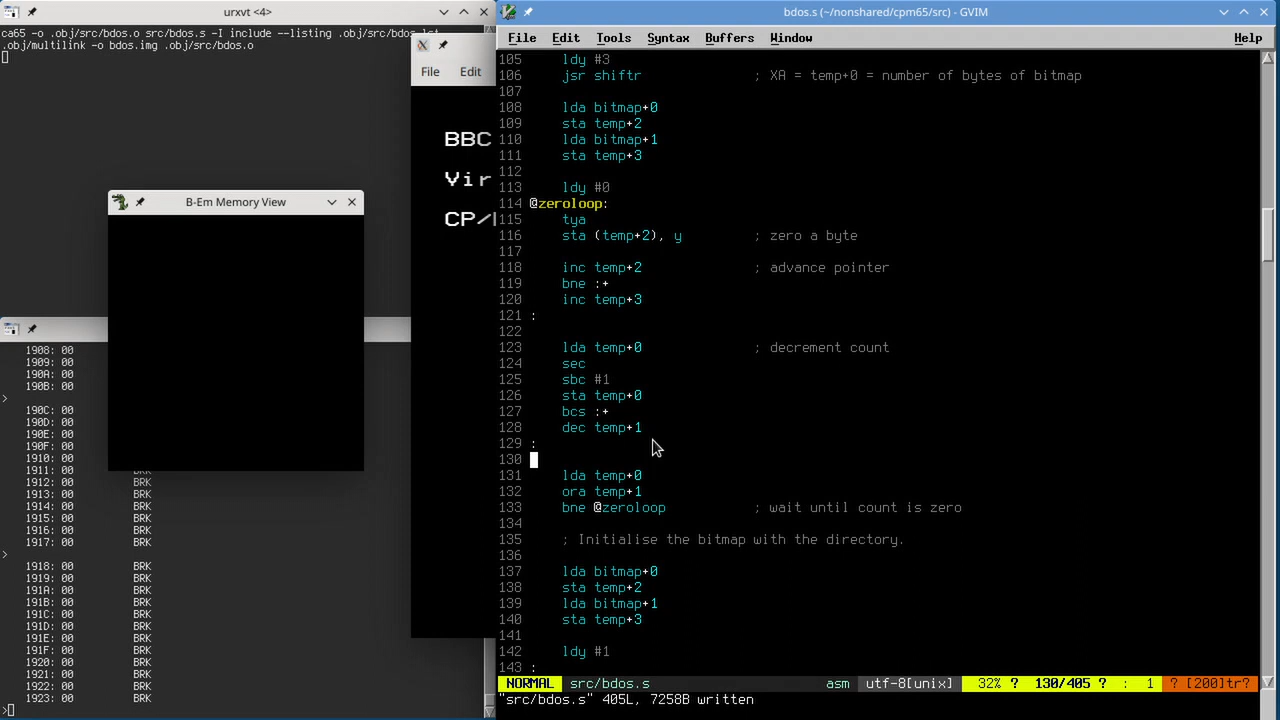 urxvt <4>
ca65 -o .obj/src/bdos.o src/bdos.s -I include --listing .obj/src/bdos.lst
.obj/multilink -o bdos.img .obj/src/bdos.o
File Edit
BBC
Vir
CP/
B-Em Memory View
1908: 00
1909: 00
190A: 00
190B: 00
>
190C: 00
190D: 00
190E: 00
190F: 00
1910: 00
1911: 00 BRK
1912: 00 BRK
1913: 00 BRK
1914: 00 BRK
1915: 00 BRK
1916: 00 BRK
1917: 00 BRK
>
1918: 00 BRK
1919: 00 BRK
191A: 00 BRK
191B: 00 BRK
191C: 00 BRK
191D: 00 BRK
191E: 00 BRK
191F: 00 BRK
1920: 00 BRK
1921: 00 BRK
1922: 00 BRK
1923: 00 BRK
>
bdos.s (~/nonshared/cpm65/src) - GVIM
File Edit Tools Syntax Buffers Window Help
105 ldy #3
106 jsr shiftr ; XA = temp+0 = number of bytes of bitmap
107
108 lda bitmap+0
109 sta temp+2
110 lda bitmap+1
111 sta temp+3
112
113 ldy #0
114 @zeroloop:
115 tya
116 sta (temp+2), y ; zero a byte
117
118 inc temp+2 ; advance pointer
119 bne :+
120 inc temp+3
121 :
122
123 lda temp+0 ; decrement count
124 sec
125 sbc #1
126 sta temp+0
127 bcs :+
128 dec temp+1
129 :
130
131 lda temp+0
132 ora temp+1
133 bne @zeroloop ; wait until count is zero
134
135 ; Initialise the bitmap with the directory.
136
137 lda bitmap+0
138 sta temp+2
139 lda bitmap+1
140 sta temp+3
141
142 ldy #1
143 :
NORMAL src/bdos.s asm utf-8[unix] 32% ? 130/405 ? : 1 ? [200]tr?
"src/bdos.s" 405L, 7258B written